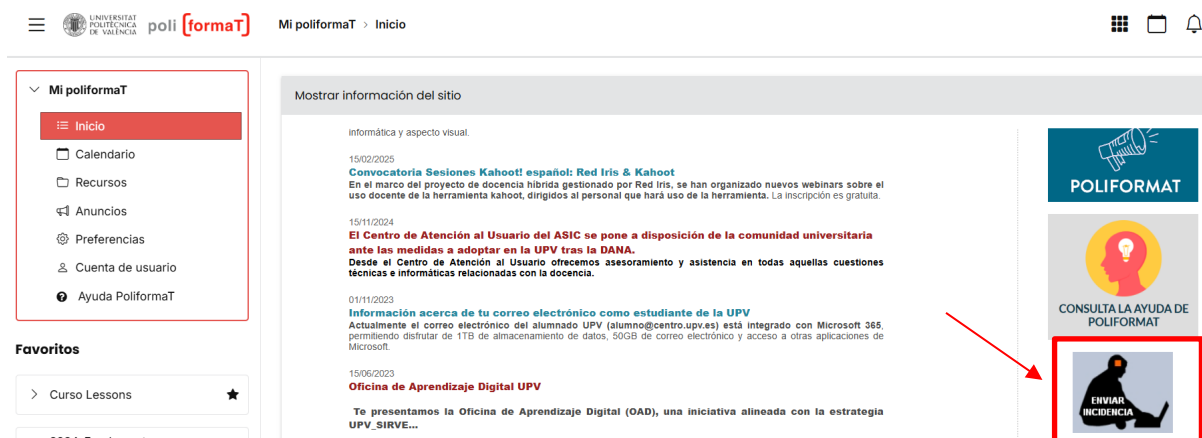 UNIVERSITAT
POLITÈCNICA
DE VALÈNCIA
poli [formaT]
Mi poliformaT > Inicio
Mi poliformaT
Inicio
Calendario
Recursos
Anuncios
Preferencias
Cuenta de usuario
Ayuda PoliformaT
Favoritos
Curso Lessons
Mostrar información del sitio
informática y aspecto visual.
15/02/2025
Convocatoria Sesiones Kahoot! español: Red Iris & Kahoot
En el marco del proyecto de docencia híbrida gestionado por Red Iris, se han organizado nuevos webinars sobre el
uso docente de la herramienta kahoot, dirigidos al personal que hará uso de la herramienta. La inscripción es gratuita.
15/11/2024
El Centro de Atención al Usuario del ASIC se pone a disposición de la comunidad universitaria
ante las medidas a adoptar en la UPV tras la DANA.
Desde el Centro de Atención al Usuario ofrecemos asesoramiento y asistencia en todas aquellas cuestiones
técnicas e informáticas relacionadas con la docencia.
01/11/2023
Información acerca de tu correo electrónico como estudiante de la UPV
Actualmente el correo electrónico del alumnado UPV (alumno@centro.upv.es) está integrado con Microsoft 365,
permitiendo disfrutar de 1TB de almacenamiento de datos, 50GB de correo electrónico y acceso a otras aplicaciones de
Microsoft.
15/06/2023
Oficina de Aprendizaje Digital UPV
Te presentamos la Oficina de Aprendizaje Digital (OAD), una iniciativa alineada con la estrategia
UPV_SIRVE...
POLIFORMAT
CONSULTA LA AYUDA DE
POLIFORMAT
ENVIAR
INCIDENCIA